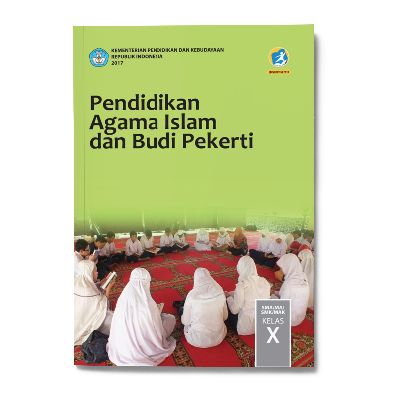 KEMENTERIAN PENDIDIKAN DAN KEBUDAYAAN
REPUBLIK INDONESIA
2017
Pendidikan
Agama Islam
dan Budi Pekerti
SMA/MA/
SMK/MAK
KELAS
X